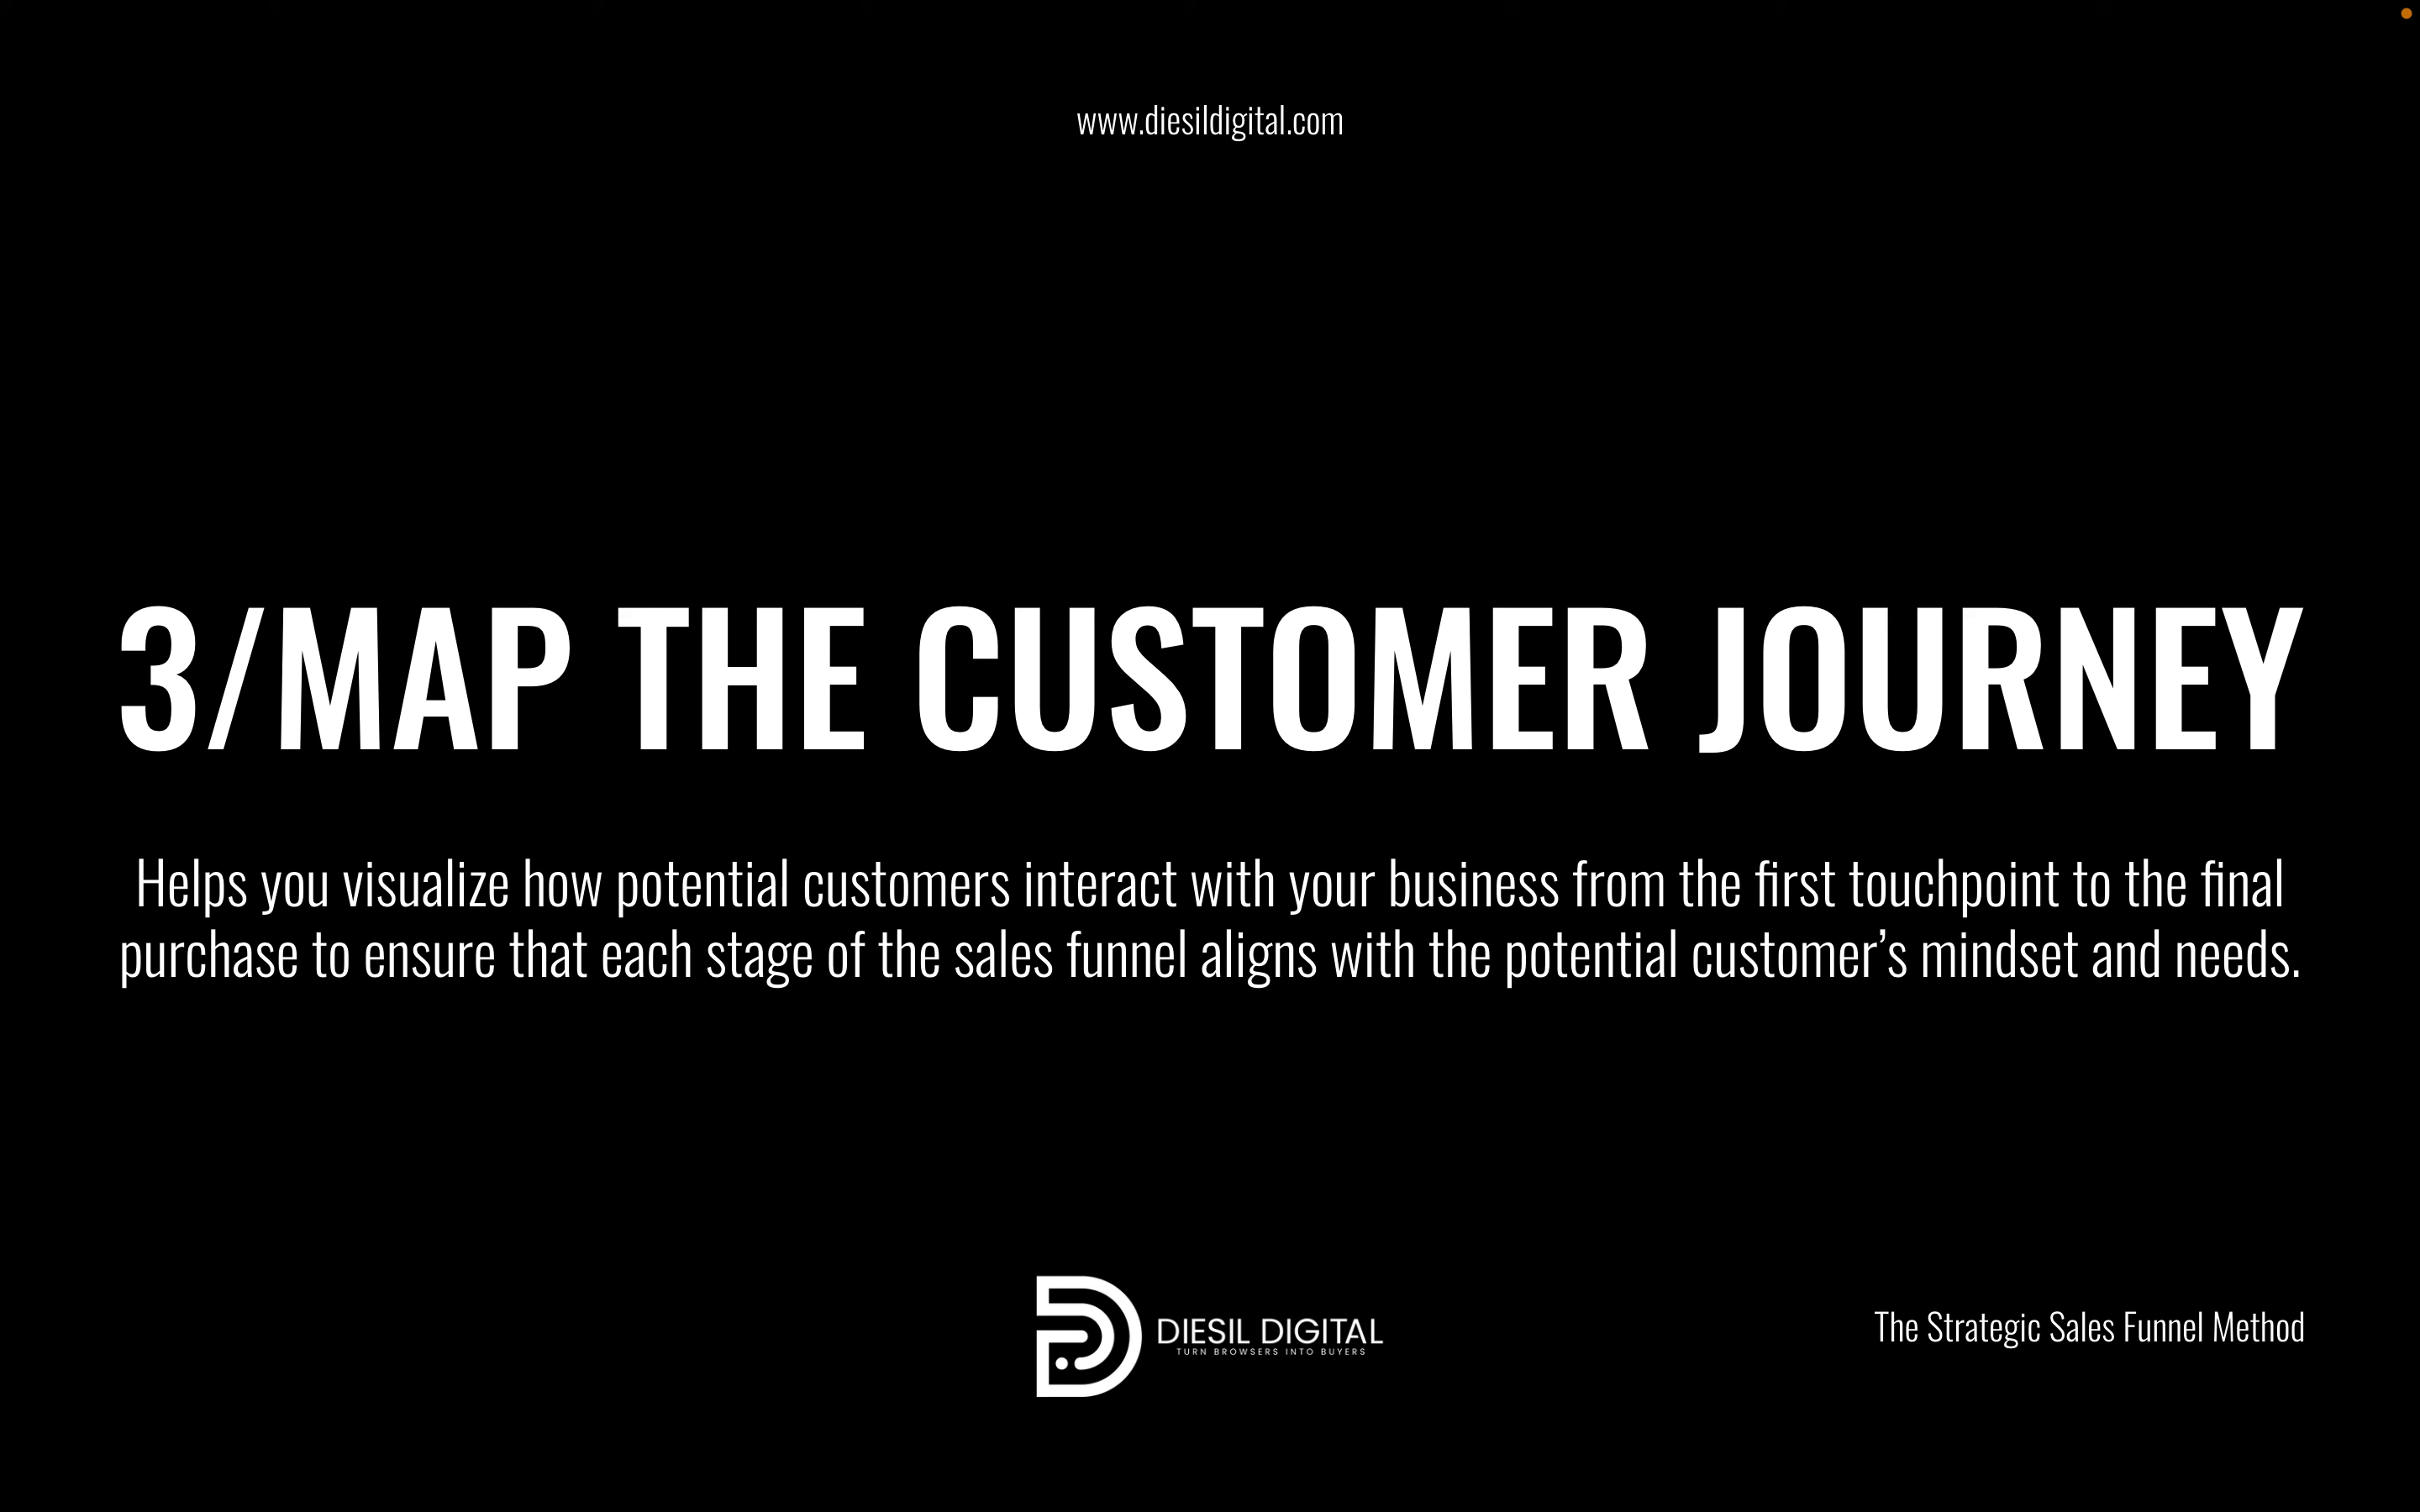 www.diesildigital.com
3/MAP THE CUSTOMER JOURNEY
Helps you visualize how potential customers interact with your business from the first touchpoint to the final
purchase to ensure that each stage of the sales funnel aligns with the potential customer’s mindset and needs.
DIESIL DIGITAL
TURN BROWSERS INTO BUYERS
The Strategic Sales Funnel Method